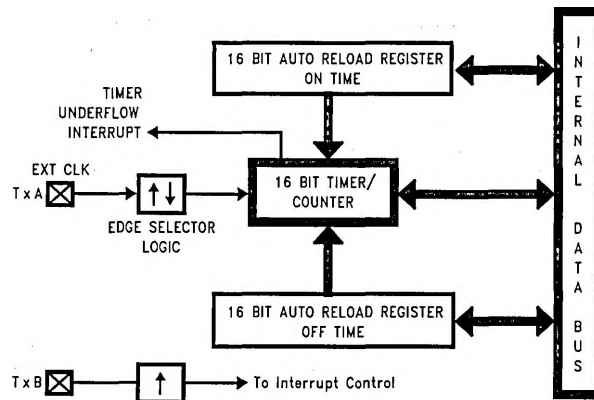 16 BIT AUTO RELOAD REGISTER
ON TIME
TIMER
UNDERFLOW
INTERRUPT
EXT CLK
TxA
EDGE SELECTOR
LOGIC
16 BIT TIMER/
COUNTER
16 BIT AUTO RELOAD REGISTER
OFF TIME
TxB
To Interrupt Control
INTERNAL DATA BUS